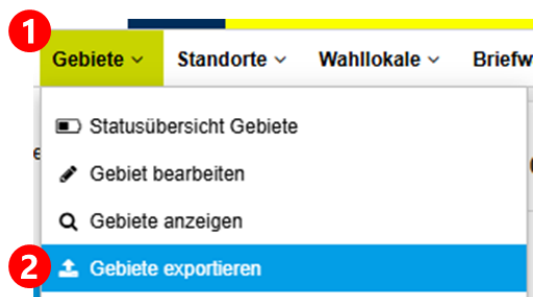 1
Gebiete Standorte Wahllokale Briefw
Statusübersicht Gebiete
Gebiet bearbeiten
Gebiete anzeigen
2 Gebiete exportieren